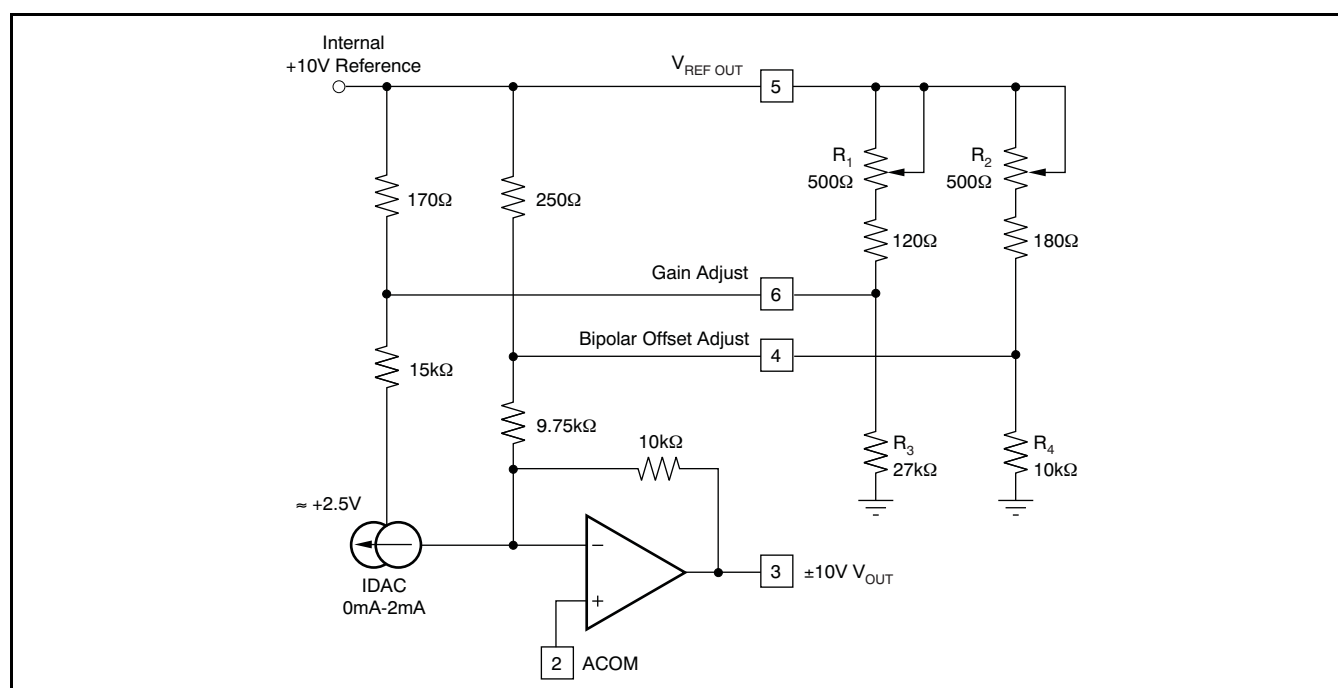 Internal
+10V Reference
V_REF OUT
5
R₁
500Ω
R₂
500Ω
170Ω
250Ω
120Ω
180Ω
Gain Adjust
6
Bipolar Offset Adjust
4
15kΩ
9.75kΩ
10kΩ
R₃
27kΩ
R₄
10kΩ
≈ +2.5V
IDAC
0mA-2mA
−
+
3
±10V V_OUT
2
ACOM